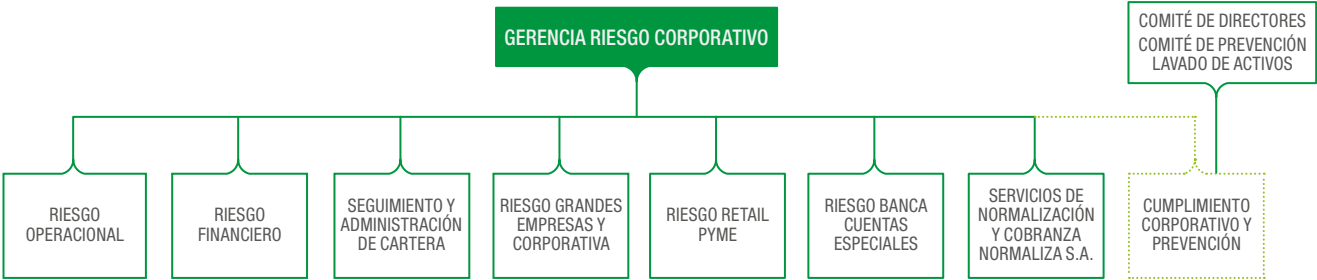 GERENCIA RIESGO CORPORATIVO
COMITÉ DE DIRECTORES
COMITÉ DE PREVENCIÓN
LAVADO DE ACTIVOS
RIESGO
OPERACIONAL
RIESGO
FINANCIERO
SEGUIMIENTO Y
ADMINISTRACIÓN
DE CARTERA
RIESGO GRANDES
EMPRESAS Y
CORPORATIVA
RIESGO RETAIL
PYME
RIESGO BANCA
CUENTAS
ESPECIALES
SERVICIOS DE
NORMALIZACIÓN
Y COBRANZA
NORMALIZA S.A.
CUMPLIMIENTO
CORPORATIVO Y
PREVENCIÓN